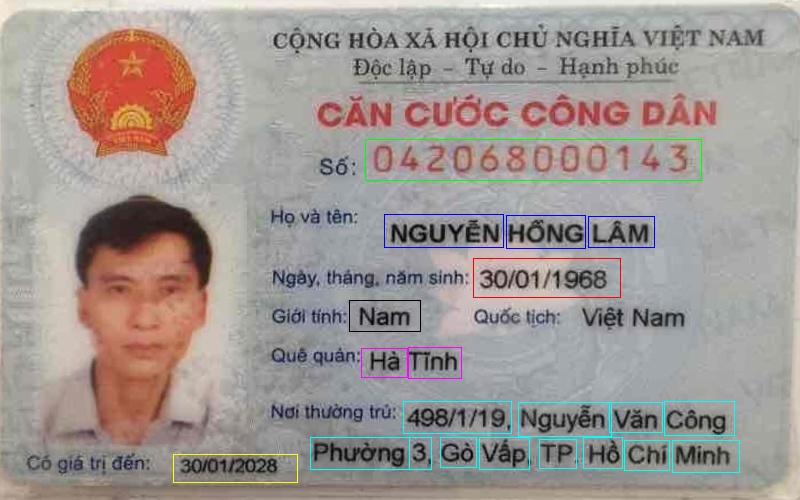 CỘNG HÒA XÃ HỘI CHỦ NGHĨA VIỆT NAM
Độc lập - Tự do - Hạnh phúc
CĂN CƯỚC CÔNG DÂN
Số: 042068000143
Họ và tên: NGUYỄN HỒNG LÂM
Ngày, tháng, năm sinh: 30/01/1968
Giới tính: Nam Quốc tịch: Việt Nam
Quê quán: Hà Tĩnh
Nơi thường trú: 498/1/19, Nguyễn Văn Công
Phường 3, Gò Vấp, TP. Hồ Chí Minh
Có giá trị đến: 30/01/2028